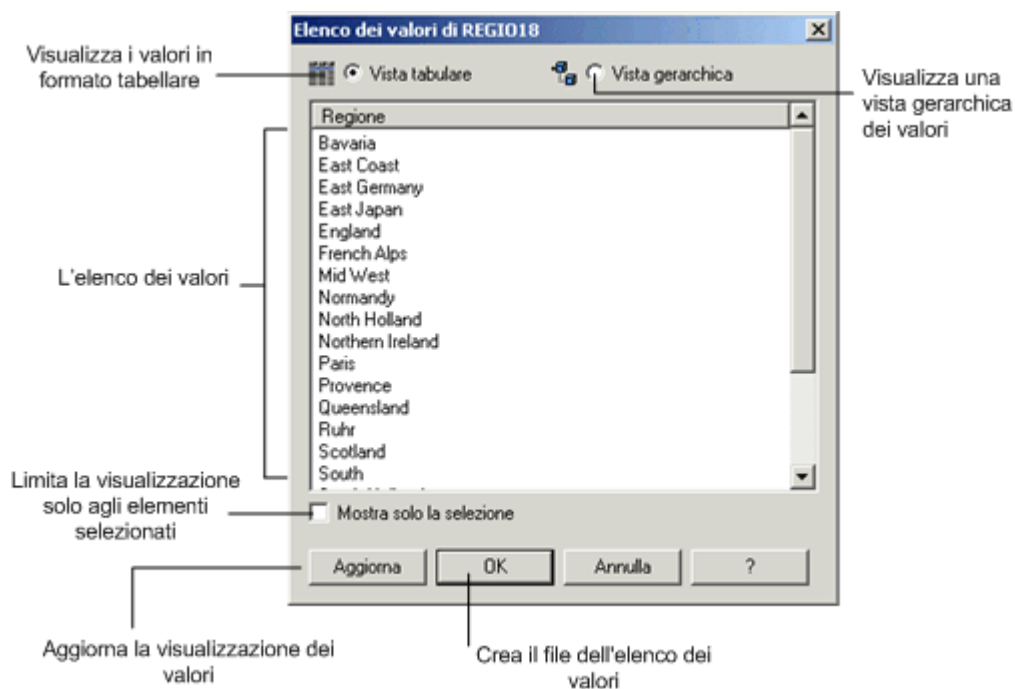 Elenco dei valori di REGIO18
Visualizza i valori in
formato tabellare
Vista tabulare
Vista gerarchica
Visualizza una
vista gerarchica
dei valori
Regione
Bavaria
East Coast
East Germany
East Japan
England
French Alps
Mid West
Normandy
North Holland
Northern Ireland
Paris
Provence
Queensland
Ruhr
Scotland
South
L'elenco dei valori
Limita la visualizzazione
solo agli elementi
selezionati
Mostra solo la selezione
Aggiorna
OK
Annulla
?
Aggiorna la visualizzazione dei
valori
Crea il file dell'elenco dei
valori